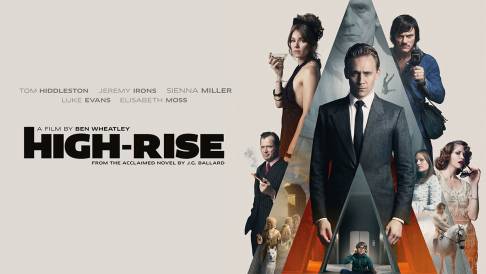 TOM HIDDLESTON   JEREMY IRONS   SIENNA MILLER
LUKE EVANS   ELISABETH MOSS
A FILM BY BEN WHEATLEY
HIGH-RISE
FROM THE ACCLAIMED NOVEL BY J.G. BALLARD